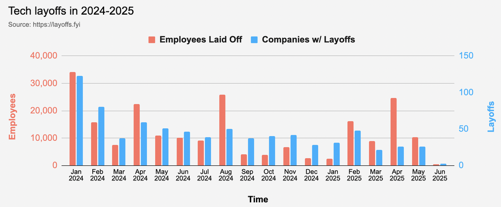 Tech layoffs in 2024-2025
Source: https://layoffs.fyi
Employees Laid Off Companies w/ Layoffs
40,000 150
30,000
100
20,000
50
10,000
0 0
Employees
Layoffs
Jan Feb Mar Apr May Jun Jul Aug Sep Oct Nov Dec Jan Feb Mar Apr May Jun
2024 2024 2024 2024 2024 2024 2024 2024 2024 2024 2024 2024 2025 2025 2025 2025 2025 2025
Time